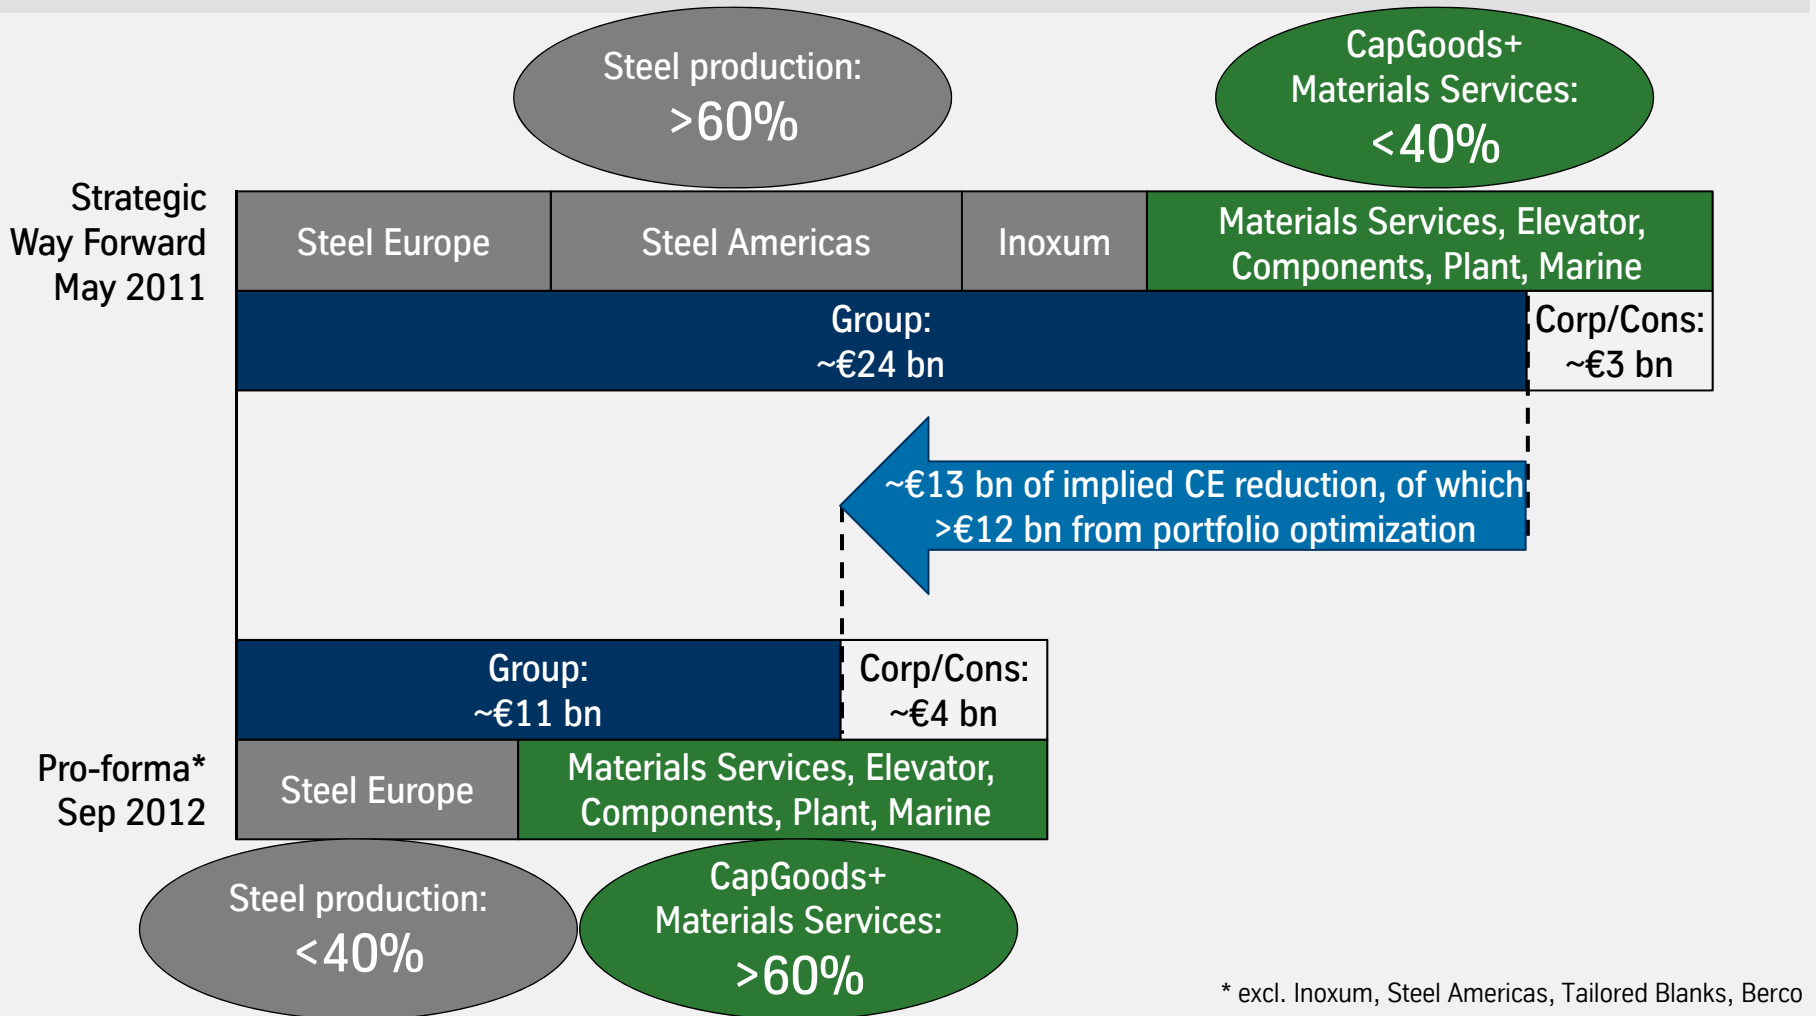 Steel production:
>60%
CapGoods+
Materials Services:
<40%
Strategic
Way Forward
May 2011
Steel Europe
Steel Americas
Inoxum
Materials Services, Elevator,
Components, Plant, Marine
Group:
~€24 bn
Corp/Cons:
~€3 bn
~€13 bn of implied CE reduction, of which
>€12 bn from portfolio optimization
Group:
~€11 bn
Corp/Cons:
~€4 bn
Pro-forma*
Sep 2012
Steel Europe
Materials Services, Elevator,
Components, Plant, Marine
Steel production:
<40%
CapGoods+
Materials Services:
>60%
* excl. Inoxum, Steel Americas, Tailored Blanks, Berco